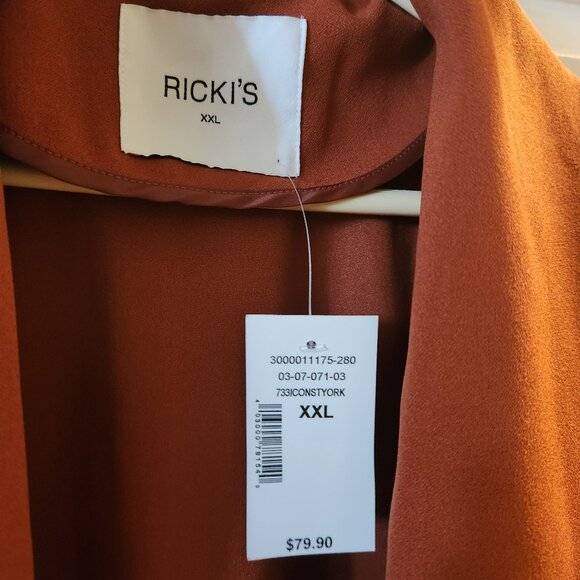 RICKI'S
XXL
3000011175-280
03-07-071-03
733ICONSTYORK
XXL
$79.90